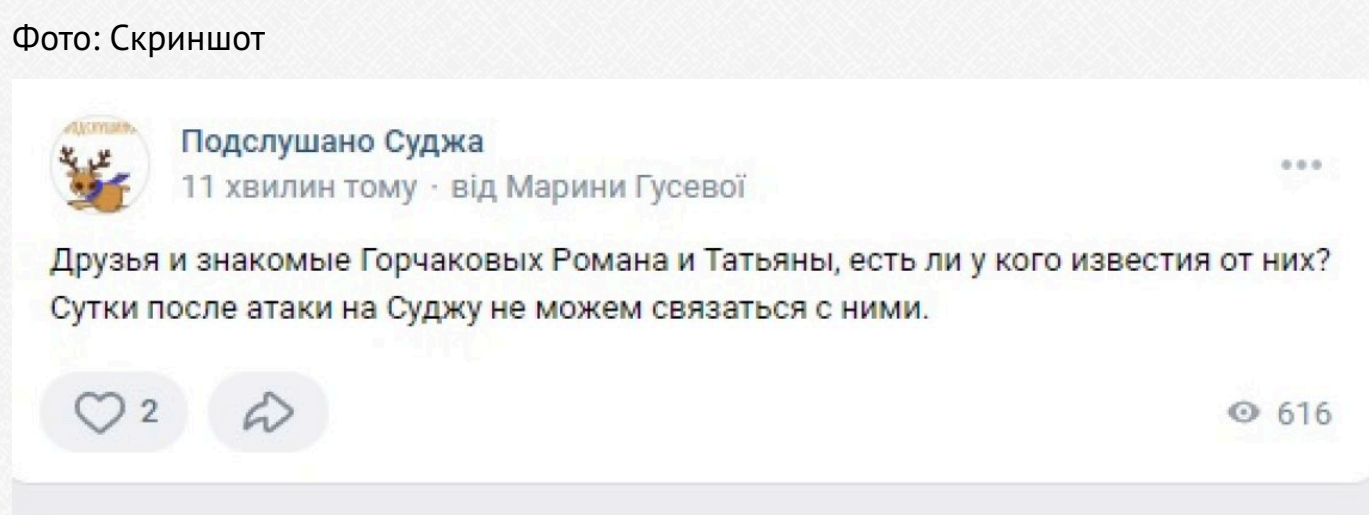 Фото: Скриншот
Подслушано Суджа
11 хвилин тому · від Марини Гусевої
Друзья и знакомые Горчаковых Романа и Татьяны, есть ли у кого известия от них?
Сутки после атаки на Суджу не можем связаться с ними.
2
616